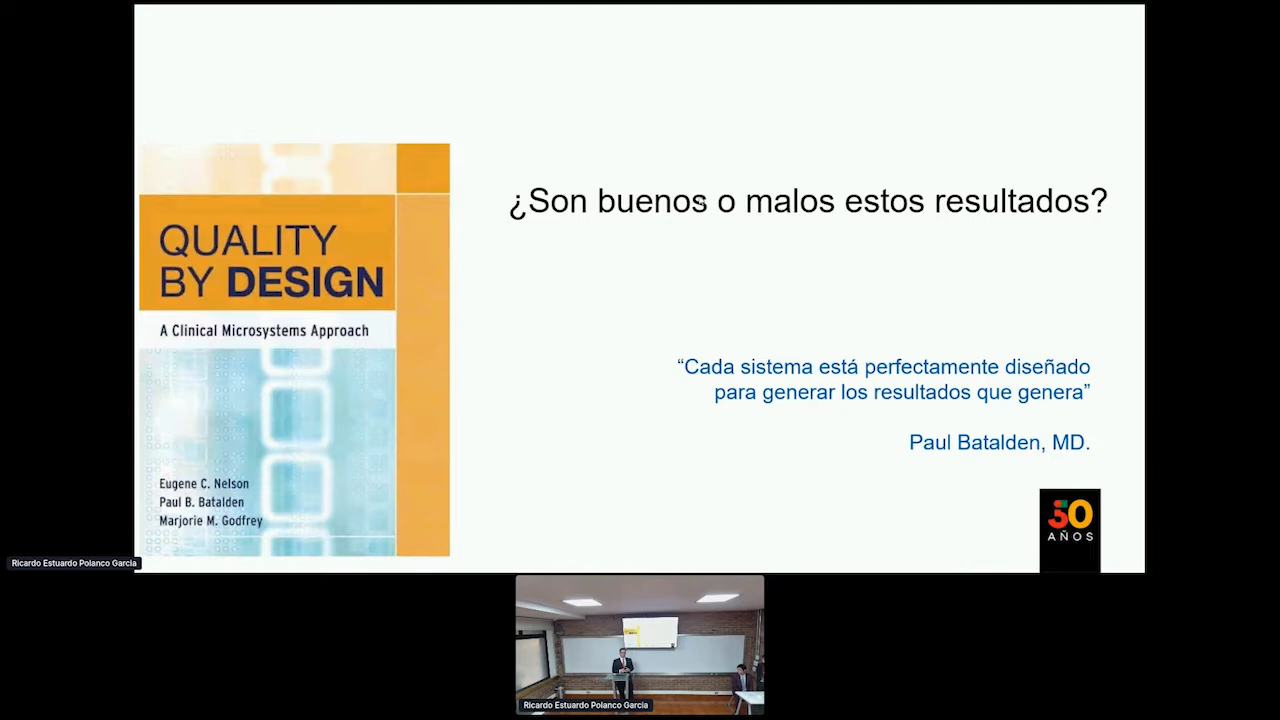 ¿Son buenos o malos estos resultados?
QUALITY
BY DESIGN
A Clinical Microsystems Approach
Eugene C. Nelson
Paul B. Batalden
Marjorie M. Godfrey
“Cada sistema está perfectamente diseñado
para generar los resultados que genera”
Paul Batalden, MD.
50
AÑOS
Ricardo Estuardo Polanco Garcia
Ricardo Estuardo Polanco Garcia